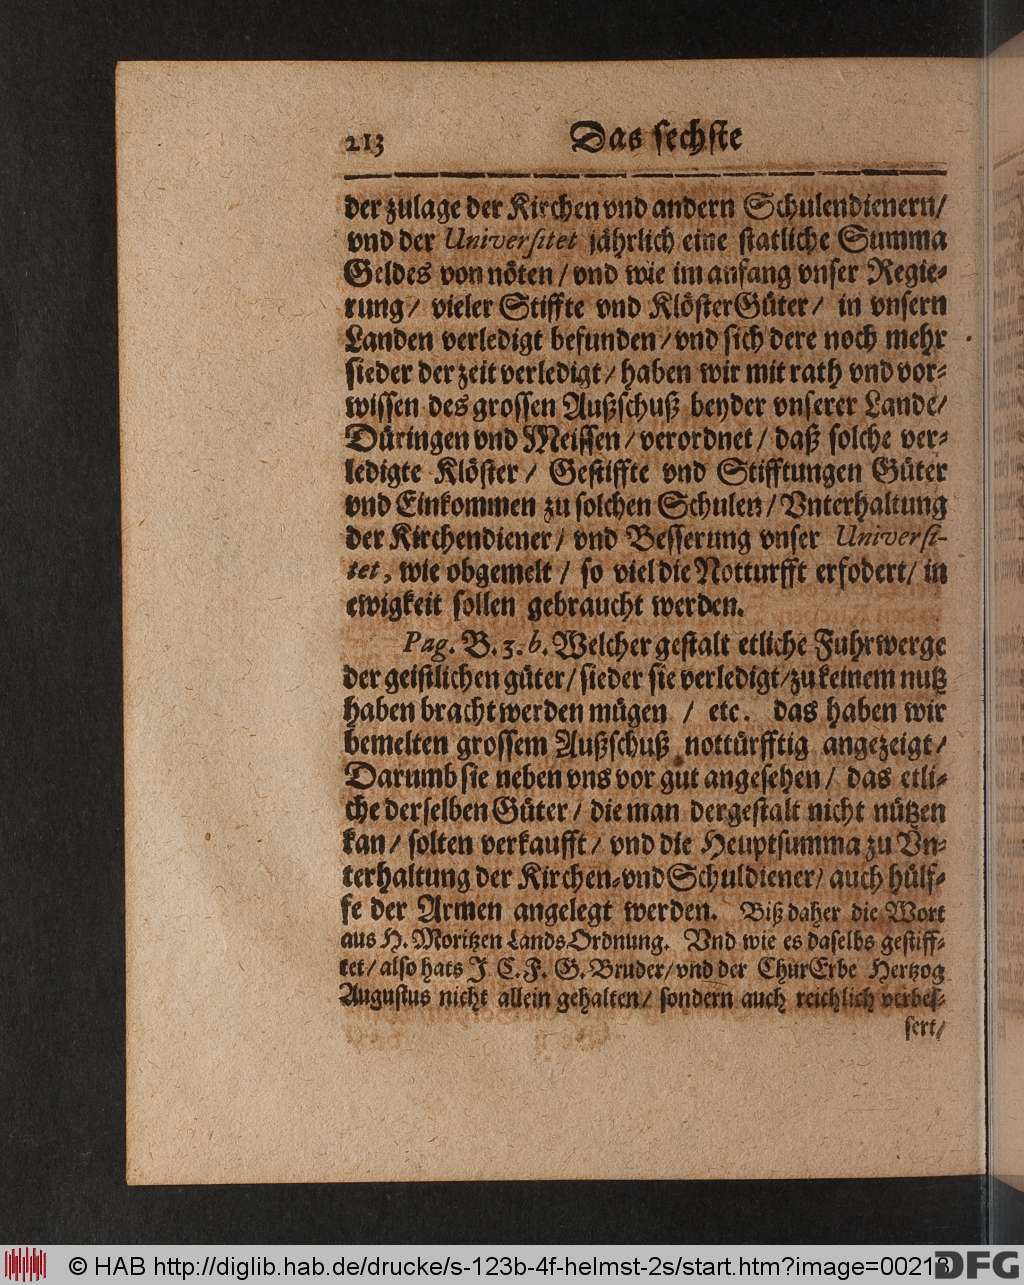 213 Das sechste
der zulage der Kirchen vnd andern Schulendienern/
vnd der Universitet jährlich eine statliche Summa
Geldes von nöten/ vnd wie im anfang vnser Regie-
rung/ vieler Stiffte vnd KlösterGüter/ in vnsern
Landen verledigt befunden/ vnd sich dere noch mehr
sieder der zeit verledigt/ haben wir mit rath vnd vor-
wissen des grossen Außschuß beyder vnserer Lande/
Düringen vnd Meissen/ verordnet/ daß solche ver-
ledigte Klöster/ Gestiffte vnd Stifftungen Güter
vnd Einkommen zu solchen Schulen/ Vnterhaltung
der Kirchendiener/ vnd Besserung vnser Universi-
tet, wie obgemelt/ so viel die Notturfft erfodert/ in
ewigkeit sollen gebraucht werden.
Pag. B. 3. b. Welcher gestalt etliche Fuhrwerge
der geistlichen güter/ sieder sie verledigt/ zu keinem nutz
haben bracht werden mügen / etc. das haben wir
bemelten grossem Außschuß nottürfftig angezeigt/
Darumb sie neben vns vor gut angesehen/ das etli-
che derselben Güter/ die man dergestalt nicht nützen
kan/ solten verkaufft/ vnd die Heuptsumma zu Vn-
terhaltung der Kirchen-vnd Schuldiener/ auch hülf-
fe der Armen angelegt werden. Biß daher die Wort
aus H. Moritzen LandsOrdnung. Vnd wie es daselbs gestiff-
tet/ also hats J. C. F. G. Bruder/ vnd der ChurErbe Hertzog
Augustus nicht allein gehalten/ sondern auch reichlich verbes-
sert/
© HAB http://diglib.hab.de/drucke/s-123b-4f-helmst-2s/start.htm?image=00213
DFG